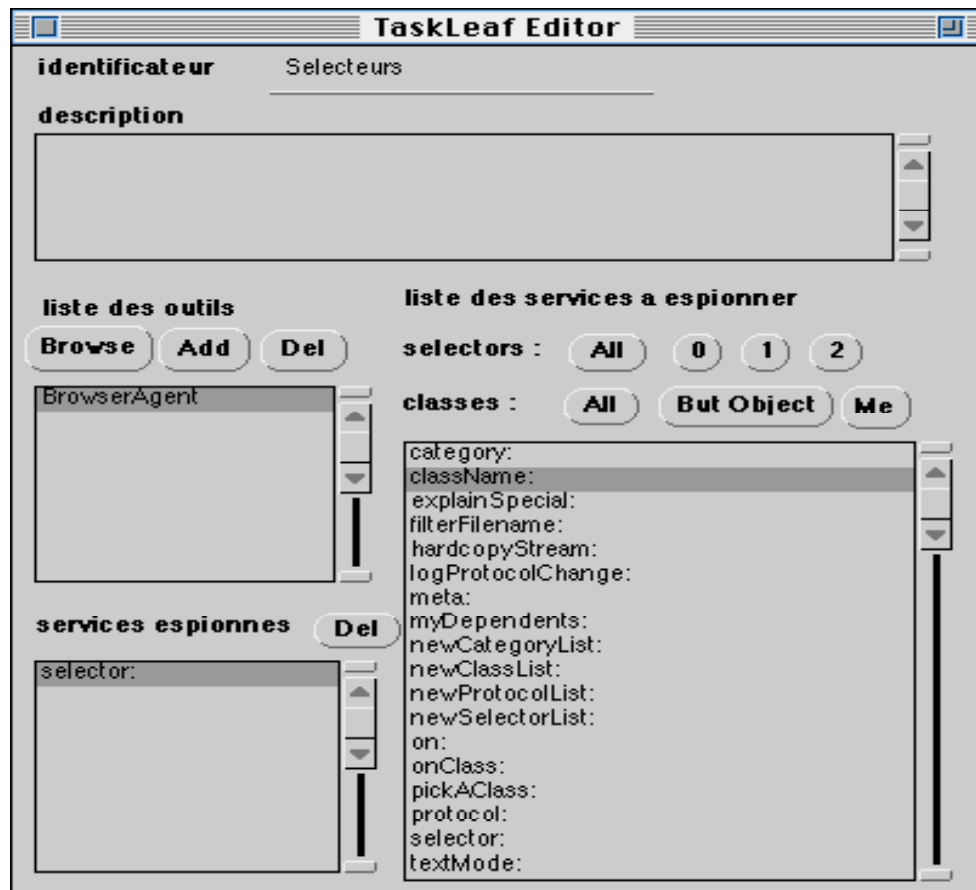 TaskLeaf Editor
identificateur Selecteurs
description
liste des outils
Browse Add Del
BrowserAgent
services espionnes Del
selector:
liste des services a espionner
selectors : All 0 1 2
classes : All But Object Me
category:
className:
explainSpecial:
filterFilename:
hardcopyStream:
logProtocolChange:
meta:
myDependents:
newCategoryList:
newClassList:
newProtocolList:
newSelectorList:
on:
onClass:
pickAClass:
protocol:
selector:
textMode: